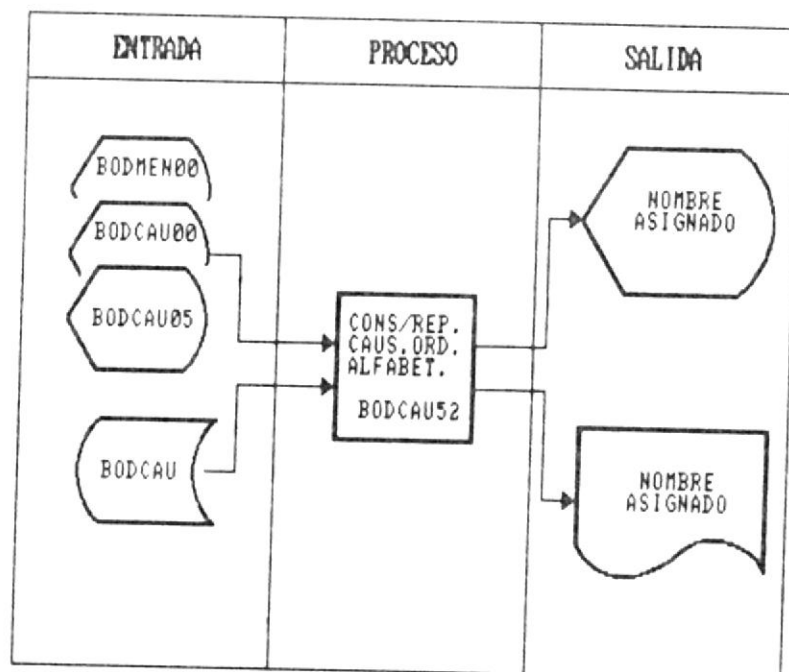 ENTRADA
PROCESO
SALIDA
BODMEN00
BODCAU00
BODCAU05
BODCAU
CONS/REP.
CAUS.ORD.
ALFABET.
BODCAU52
NOMBRE
ASIGNADO
NOMBRE
ASIGNADO